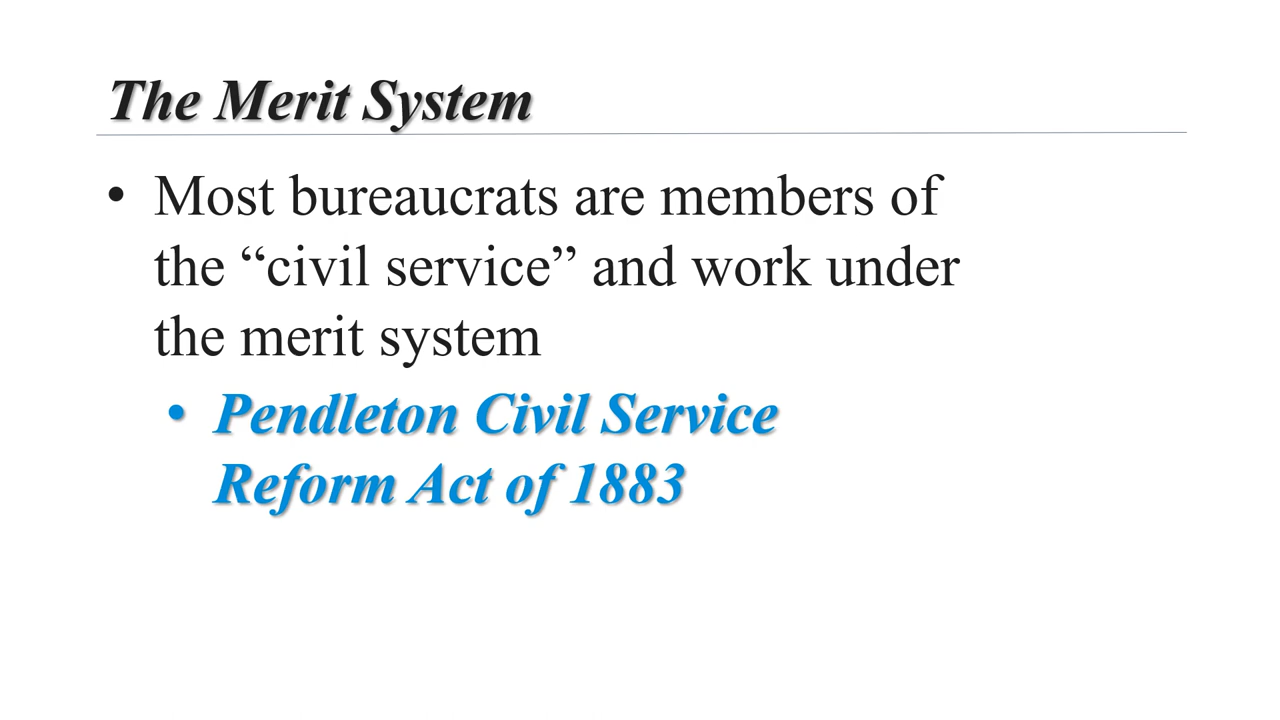 The Merit System
• Most bureaucrats are members of
the “civil service” and work under
the merit system
• Pendleton Civil Service
Reform Act of 1883